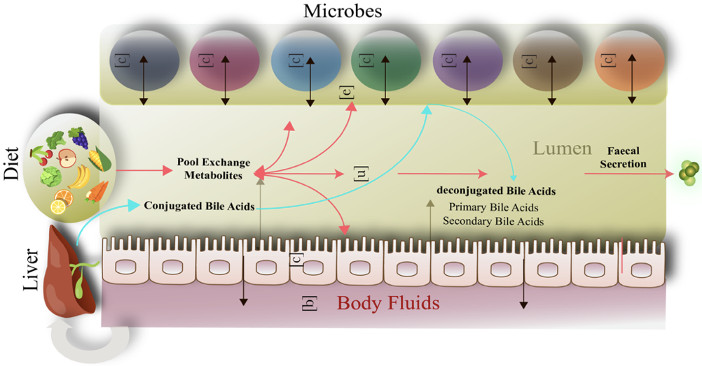 Microbes
[c] [c] [c] [c] [c] [c] [c]
[e]
Diet
Lumen
Faecal
Secretion
Pool Exchange
Metabolites
[u]
deconjugated Bile Acids
Conjugated Bile Acids
Primary Bile Acids
Secondary Bile Acids
Liver
[c]
[b]
Body Fluids